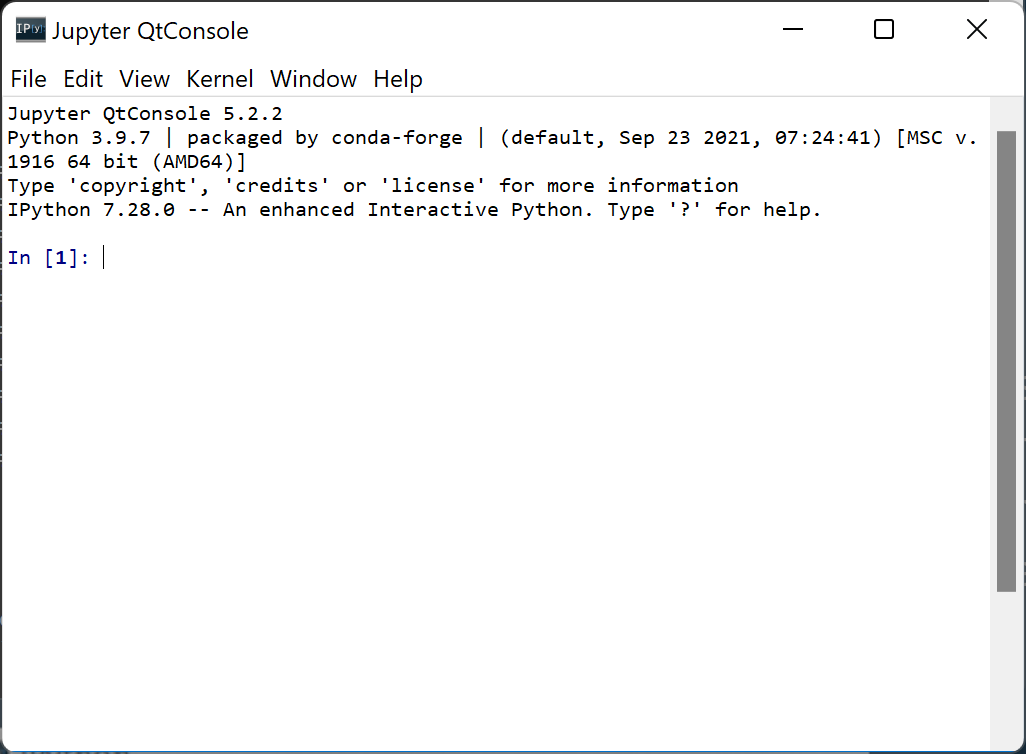 IP[y]: Jupyter QtConsole
File Edit View Kernel Window Help
Jupyter QtConsole 5.2.2
Python 3.9.7 | packaged by conda-forge | (default, Sep 23 2021, 07:24:41) [MSC v.
1916 64 bit (AMD64)]
Type 'copyright', 'credits' or 'license' for more information
IPython 7.28.0 -- An enhanced Interactive Python. Type '?' for help.
In [1]: